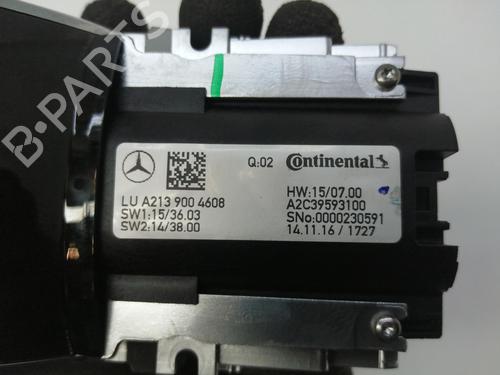 B-PARTS
Q:02 Continental
LU A213 900 4608
SW1:15/36.03
SW2:14/38.00
HW:15/07.00
A2C39593100
SNo:0000230591
14.11.16 / 1727